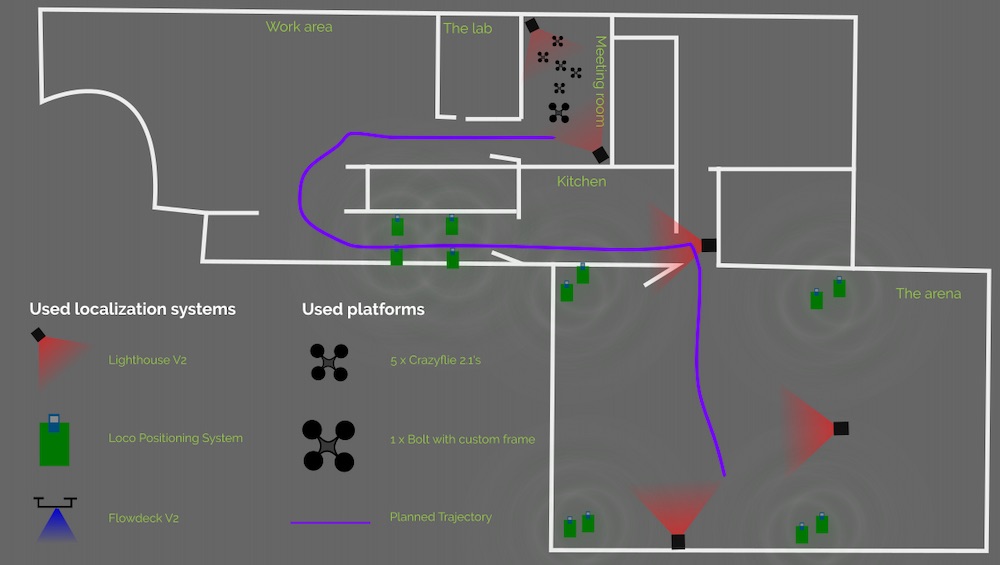 Work area
The lab
Meeting room
Kitchen
The arena
Used localization systems
Lighthouse V2
Loco Positioning System
Flowdeck V2
Used platforms
5 x Crazyflie 2.1's
1 x Bolt with custom frame
Planned Trajectory